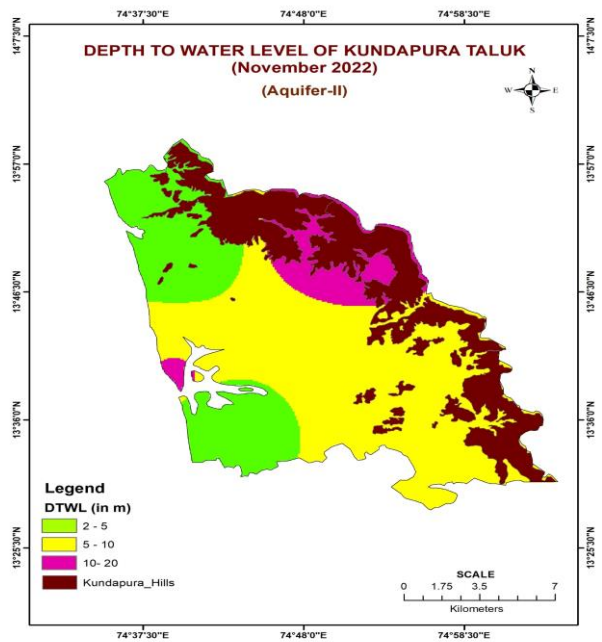 74°37'30"E 74°48'0"E 74°58'30"E
DEPTH TO WATER LEVEL OF KUNDAPURA TALUK
(November 2022)
(Aquifer-II)
N
W E
S
14°7'30"N
14°7'30"N
13°57'0"N
13°57'0"N
13°46'30"N
13°46'30"N
13°36'0"N
13°36'0"N
13°25'30"N
13°25'30"N
Legend
DTWL (in m)
2 - 5
5 - 10
10- 20
Kundapura_Hills
SCALE
0 1.75 3.5 7
Kilometers
74°37'30"E 74°48'0"E 74°58'30"E